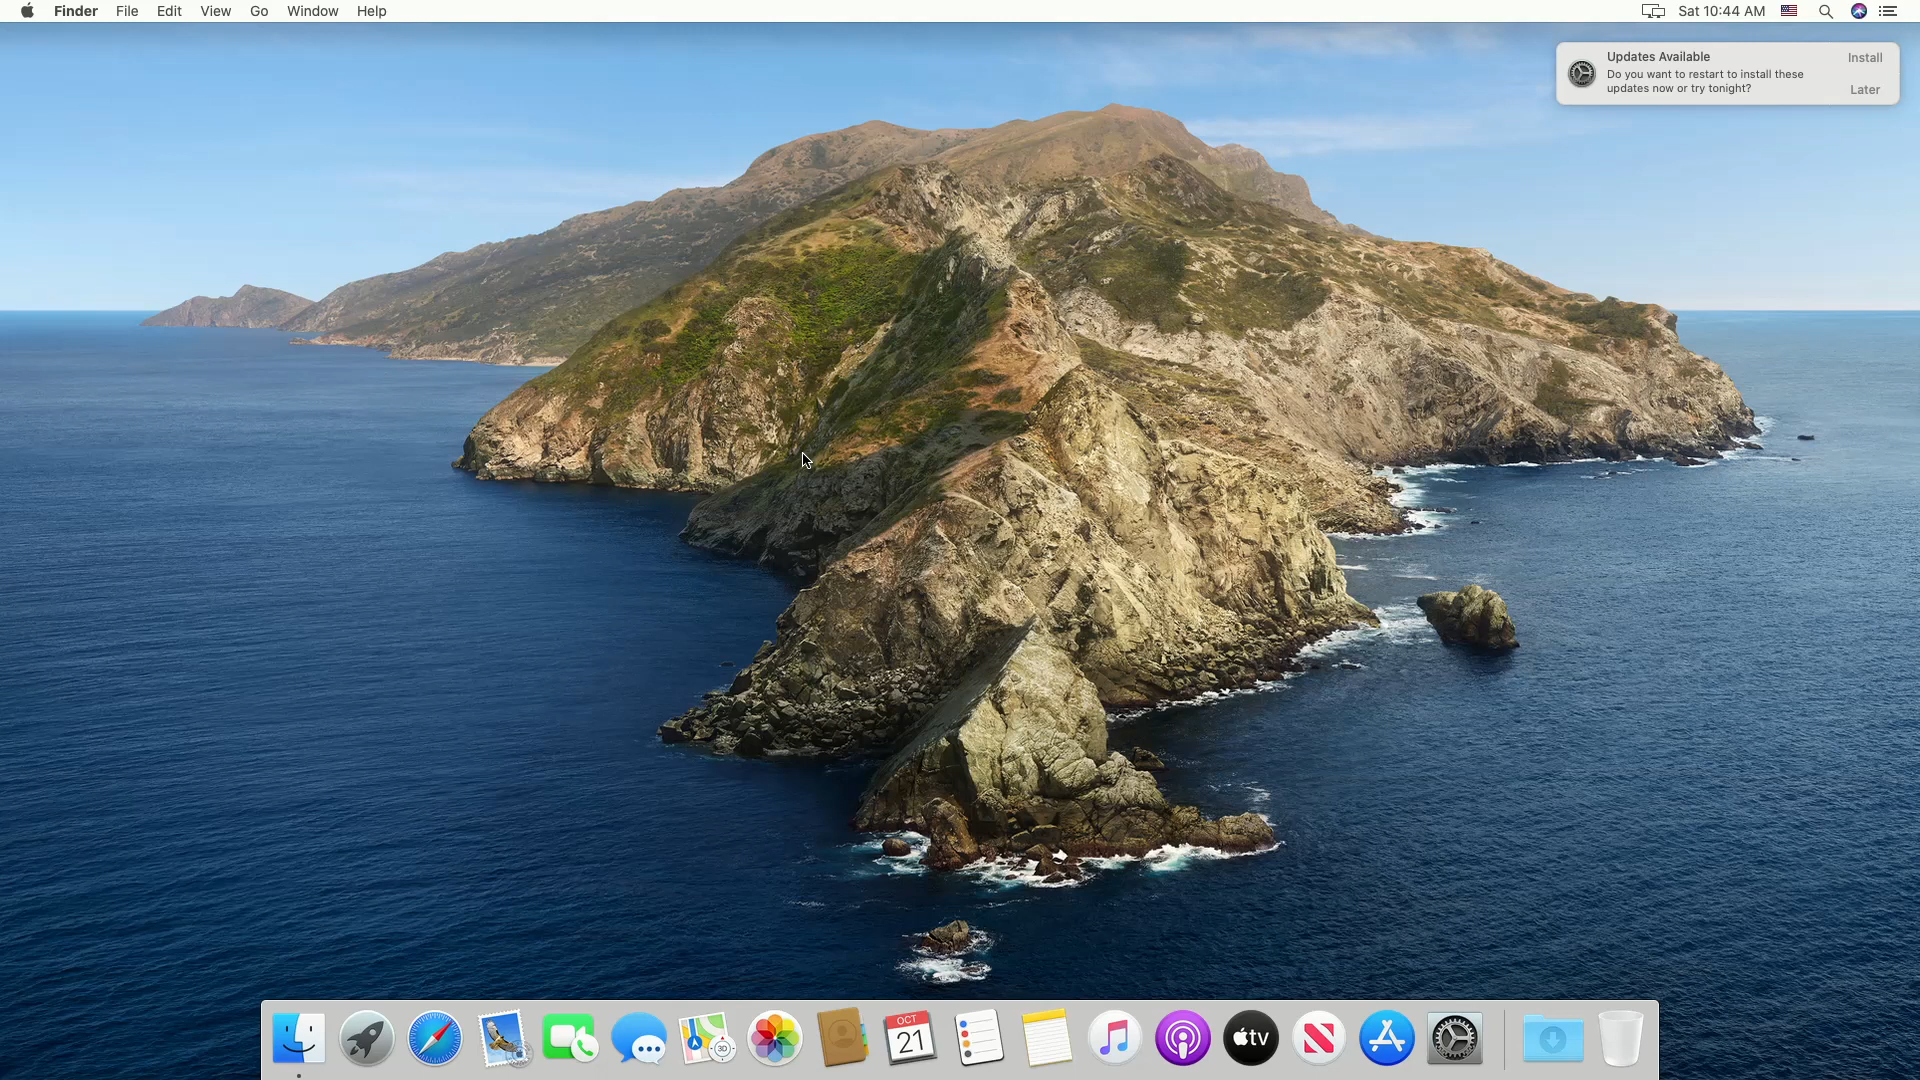 Finder File Edit View Go Window Help Sat 10:44 AM
Updates Available Install
Do you want to restart to install these
updates now or try tonight? Later
3D
OCT
21
tv